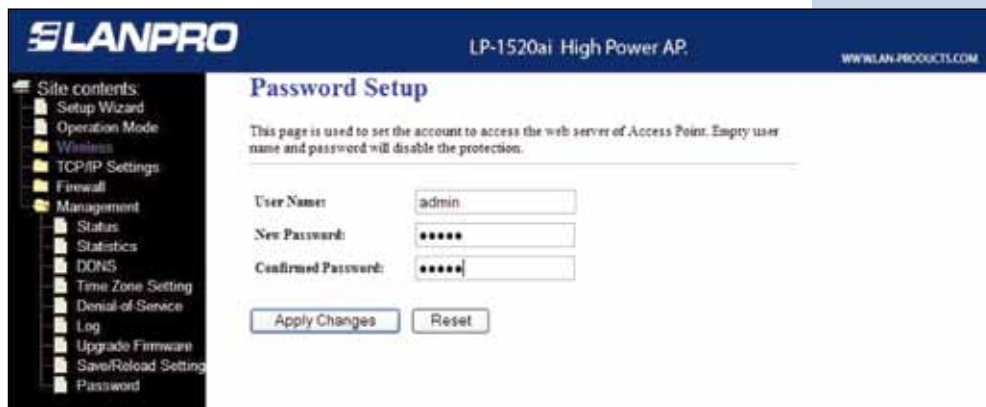 LANPRO
LP-1520ai High Power AP.
WWW.LAN-PRODUCTS.COM
Site contents:
Setup Wizard
Operation Mode
Wireless
TCP/IP Settings
Firewall
Management
Status
Statistics
DDNS
Time Zone Setting
Denial-of-Service
Log
Upgrade Firmware
Save/Reload Setting
Password
Password Setup
This page is used to set the account to access the web server of Access Point. Empty user
name and password will disable the protection.
User Name: admin
New Password: •••••
Confirmed Password: •••••
Apply Changes Reset